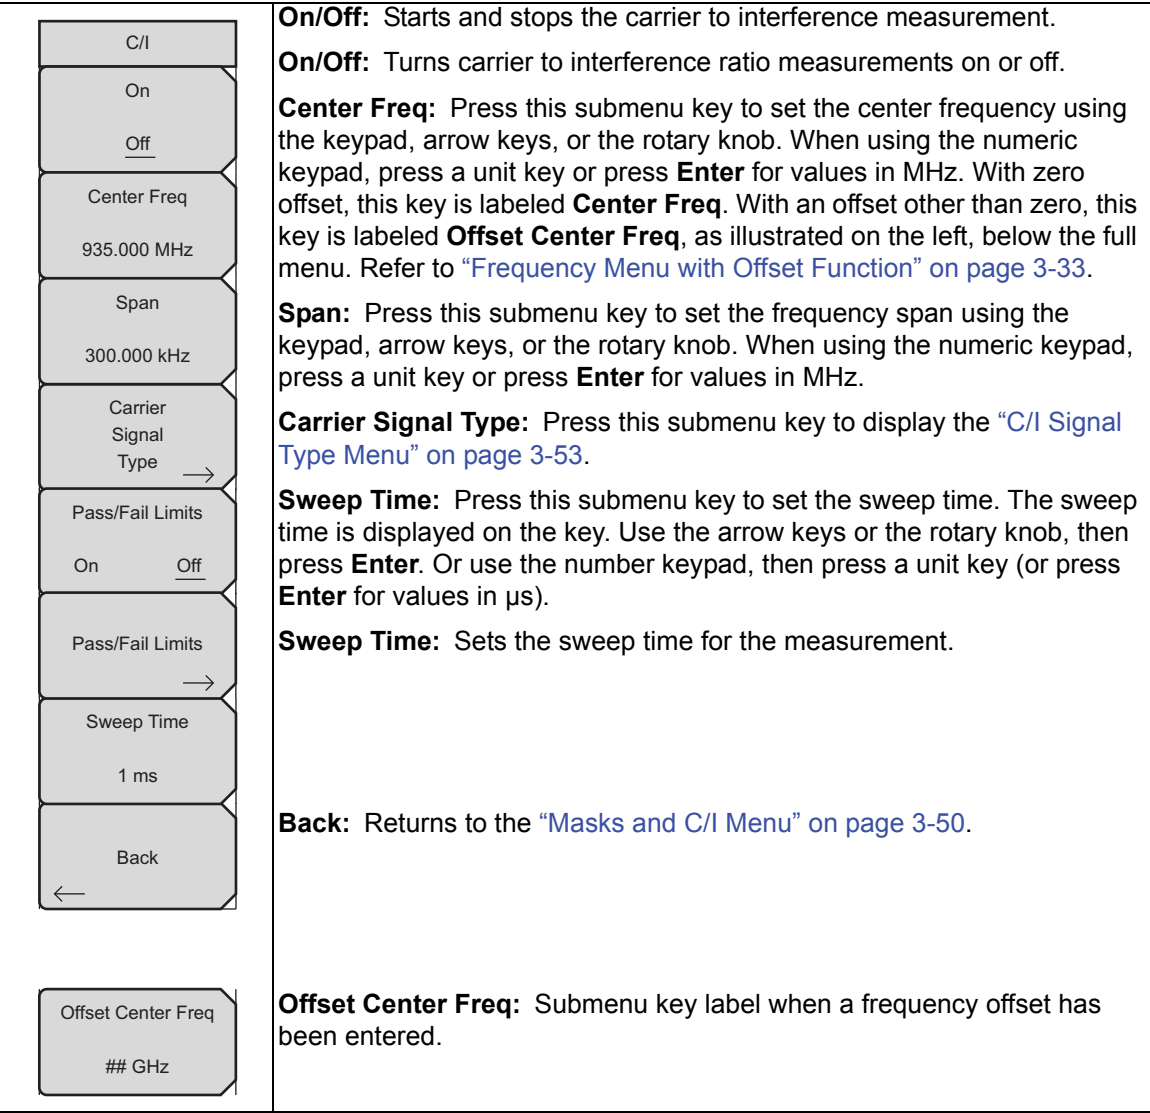 C/I
On
Off
Center Freq
935.000 MHz
Span
300.000 kHz
Carrier
Signal
Type
Pass/Fail Limits
On Off
Pass/Fail Limits
Sweep Time
1 ms
Back
Offset Center Freq
## GHz
On/Off: Starts and stops the carrier to interference measurement.
On/Off: Turns carrier to interference ratio measurements on or off.
Center Freq: Press this submenu key to set the center frequency using
the keypad, arrow keys, or the rotary knob. When using the numeric
keypad, press a unit key or press Enter for values in MHz. With zero
offset, this key is labeled Center Freq. With an offset other than zero, this
key is labeled Offset Center Freq, as illustrated on the left, below the full
menu. Refer to “Frequency Menu with Offset Function” on page 3-33.
Span: Press this submenu key to set the frequency span using the
keypad, arrow keys, or the rotary knob. When using the numeric keypad,
press a unit key or press Enter for values in MHz.
Carrier Signal Type: Press this submenu key to display the “C/I Signal
Type Menu” on page 3-53.
Sweep Time: Press this submenu key to set the sweep time. The sweep
time is displayed on the key. Use the arrow keys or the rotary knob, then
press Enter. Or use the number keypad, then press a unit key (or press
Enter for values in µs).
Sweep Time: Sets the sweep time for the measurement.
Back: Returns to the “Masks and C/I Menu” on page 3-50.
Offset Center Freq: Submenu key label when a frequency offset has
been entered.